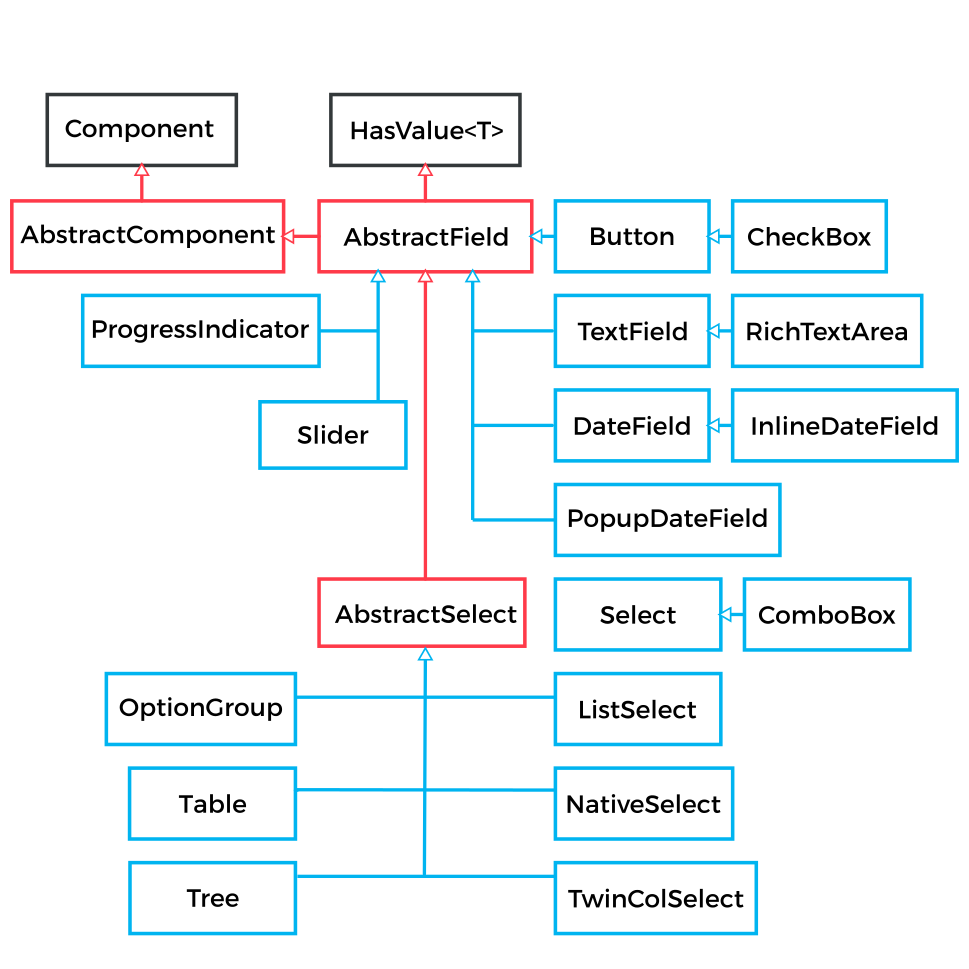 Component
HasValue<T>
AbstractComponent
AbstractField
Button
CheckBox
ProgressIndicator
TextField
RichTextArea
Slider
DateField
InlineDateField
PopupDateField
AbstractSelect
Select
ComboBox
OptionGroup
ListSelect
Table
NativeSelect
Tree
TwinColSelect